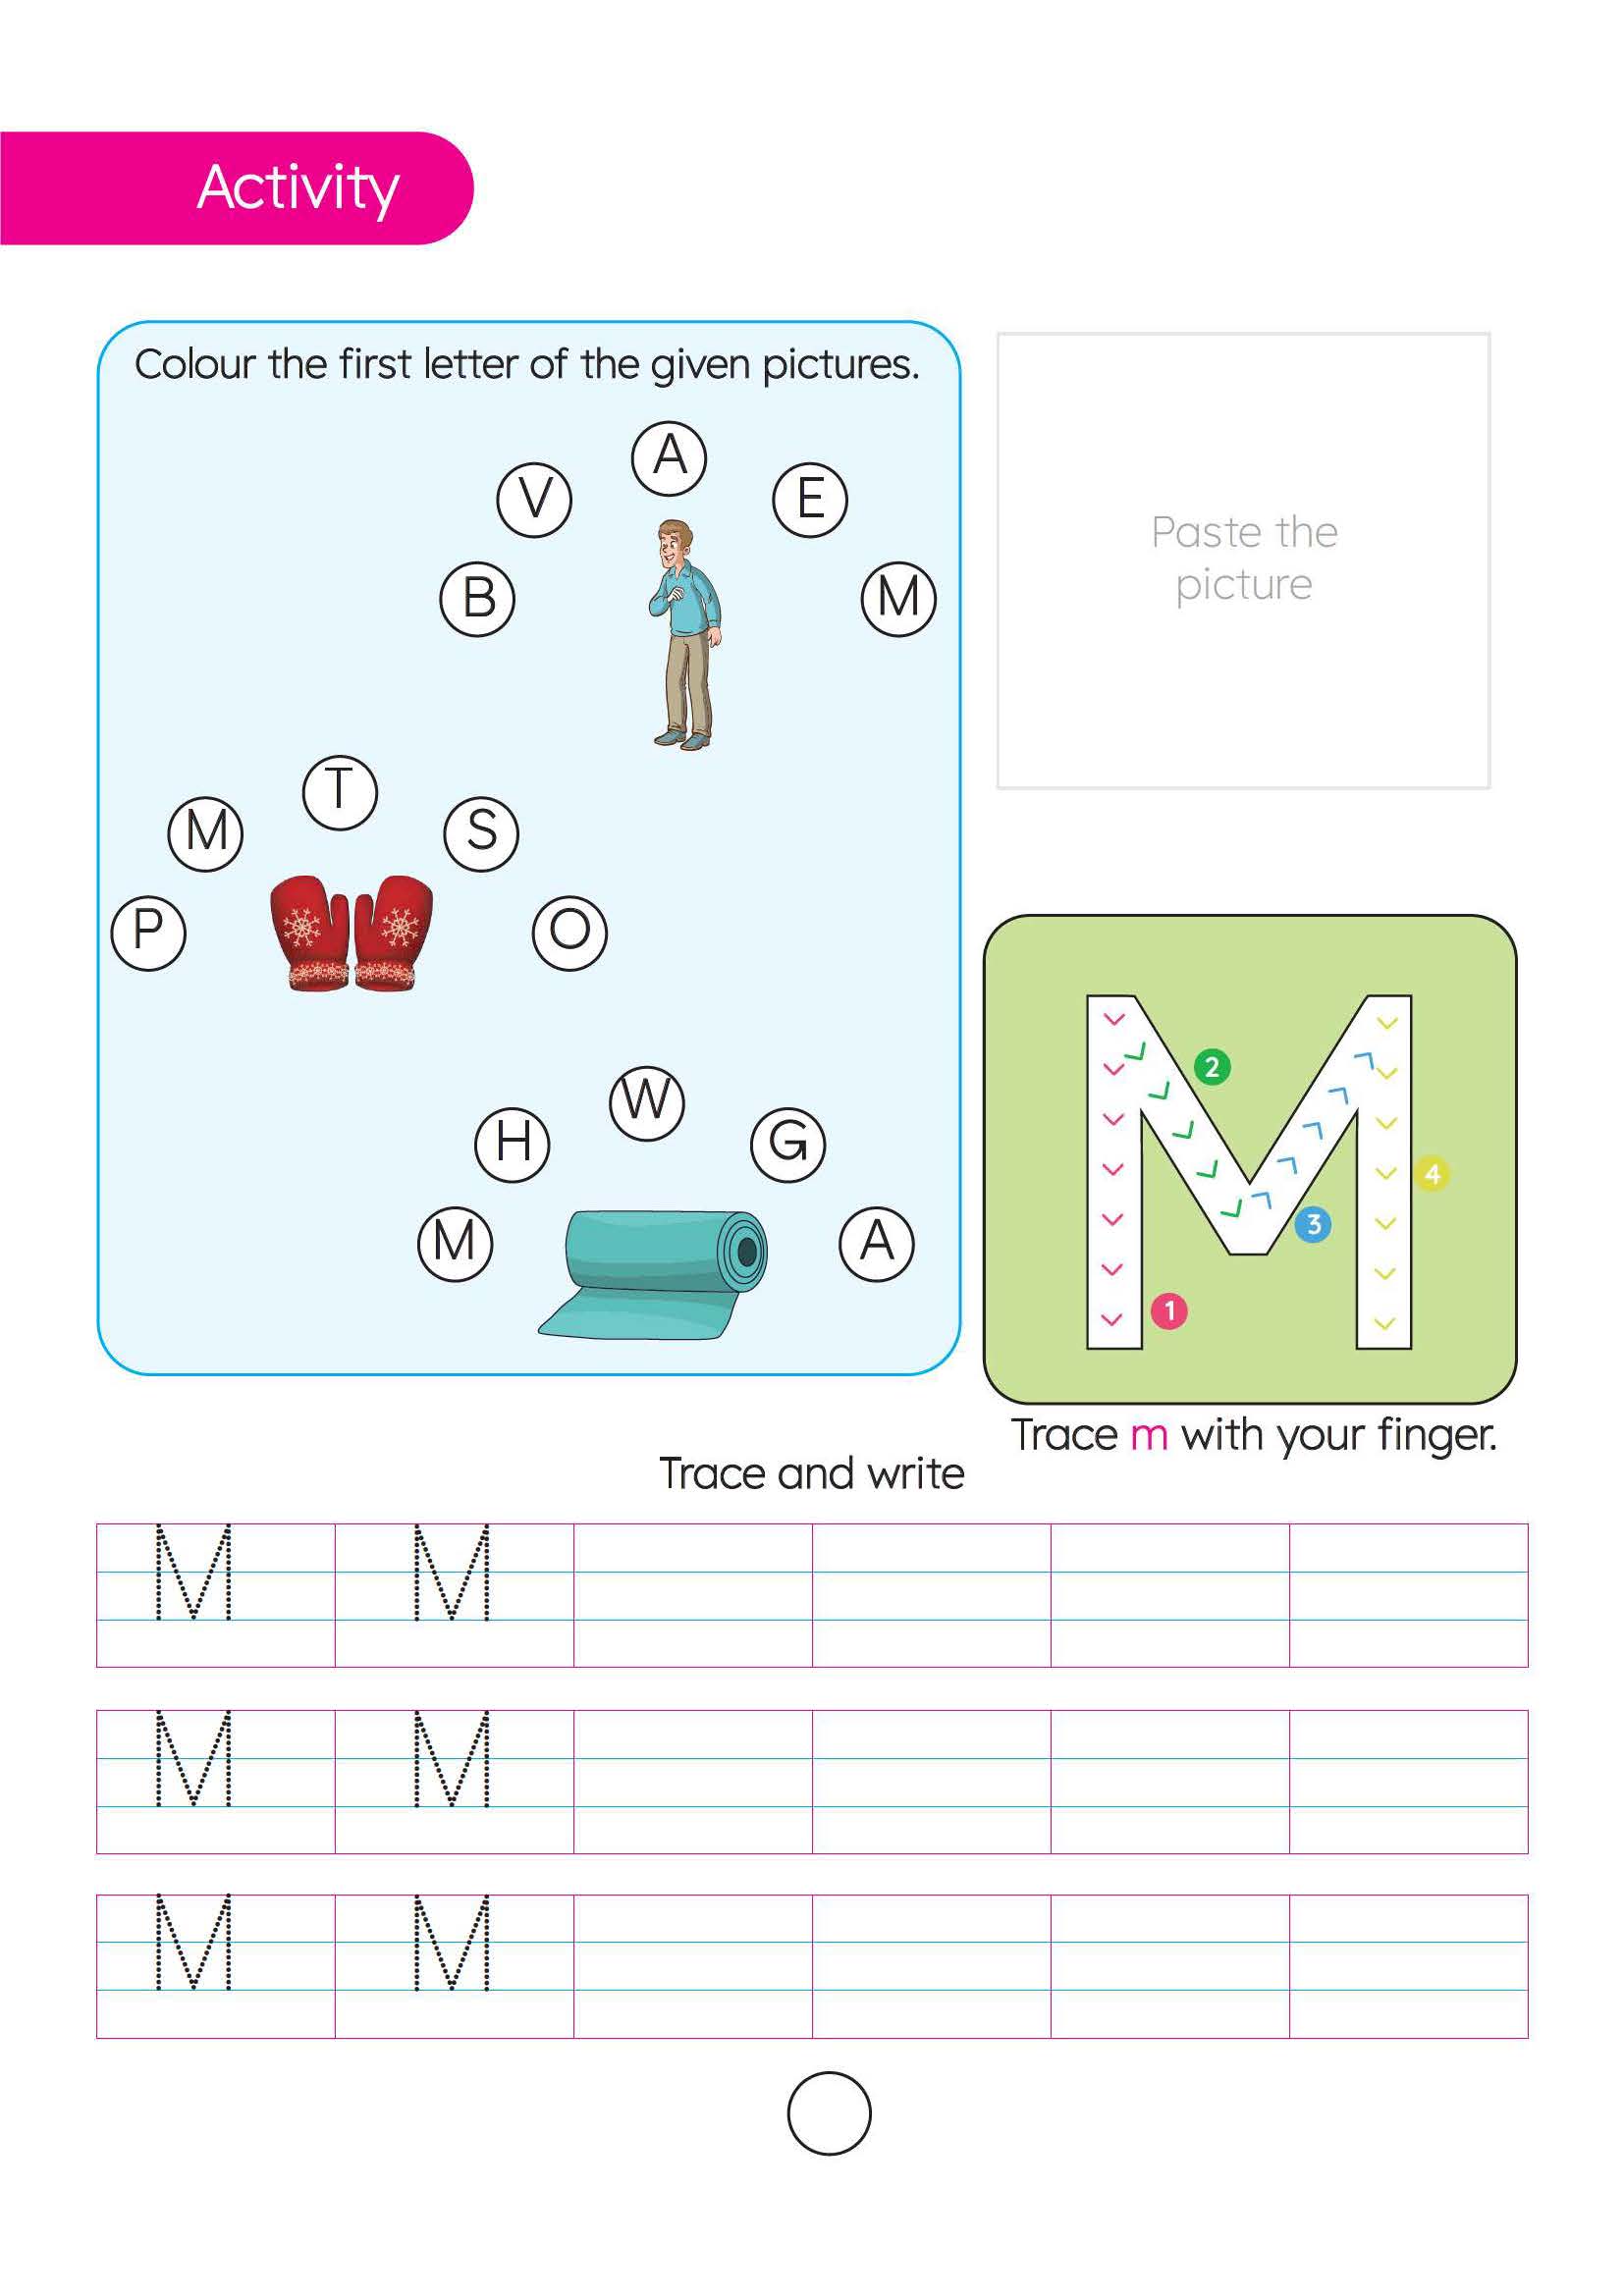 Activity
Colour the first letter of the given pictures.
A
V
E
B
M
T
M
S
P
O
W
H
G
M
A
Paste the
picture
2
4
3
1
Trace m with your finger.
Trace and write
M M
M M
M M